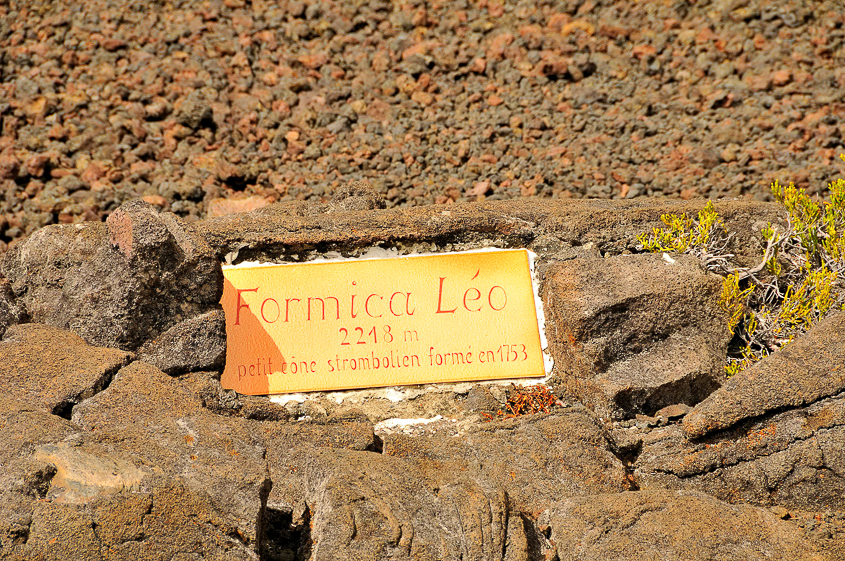 Formica Léo
2218 m
petit cône strombolien formé en 1753